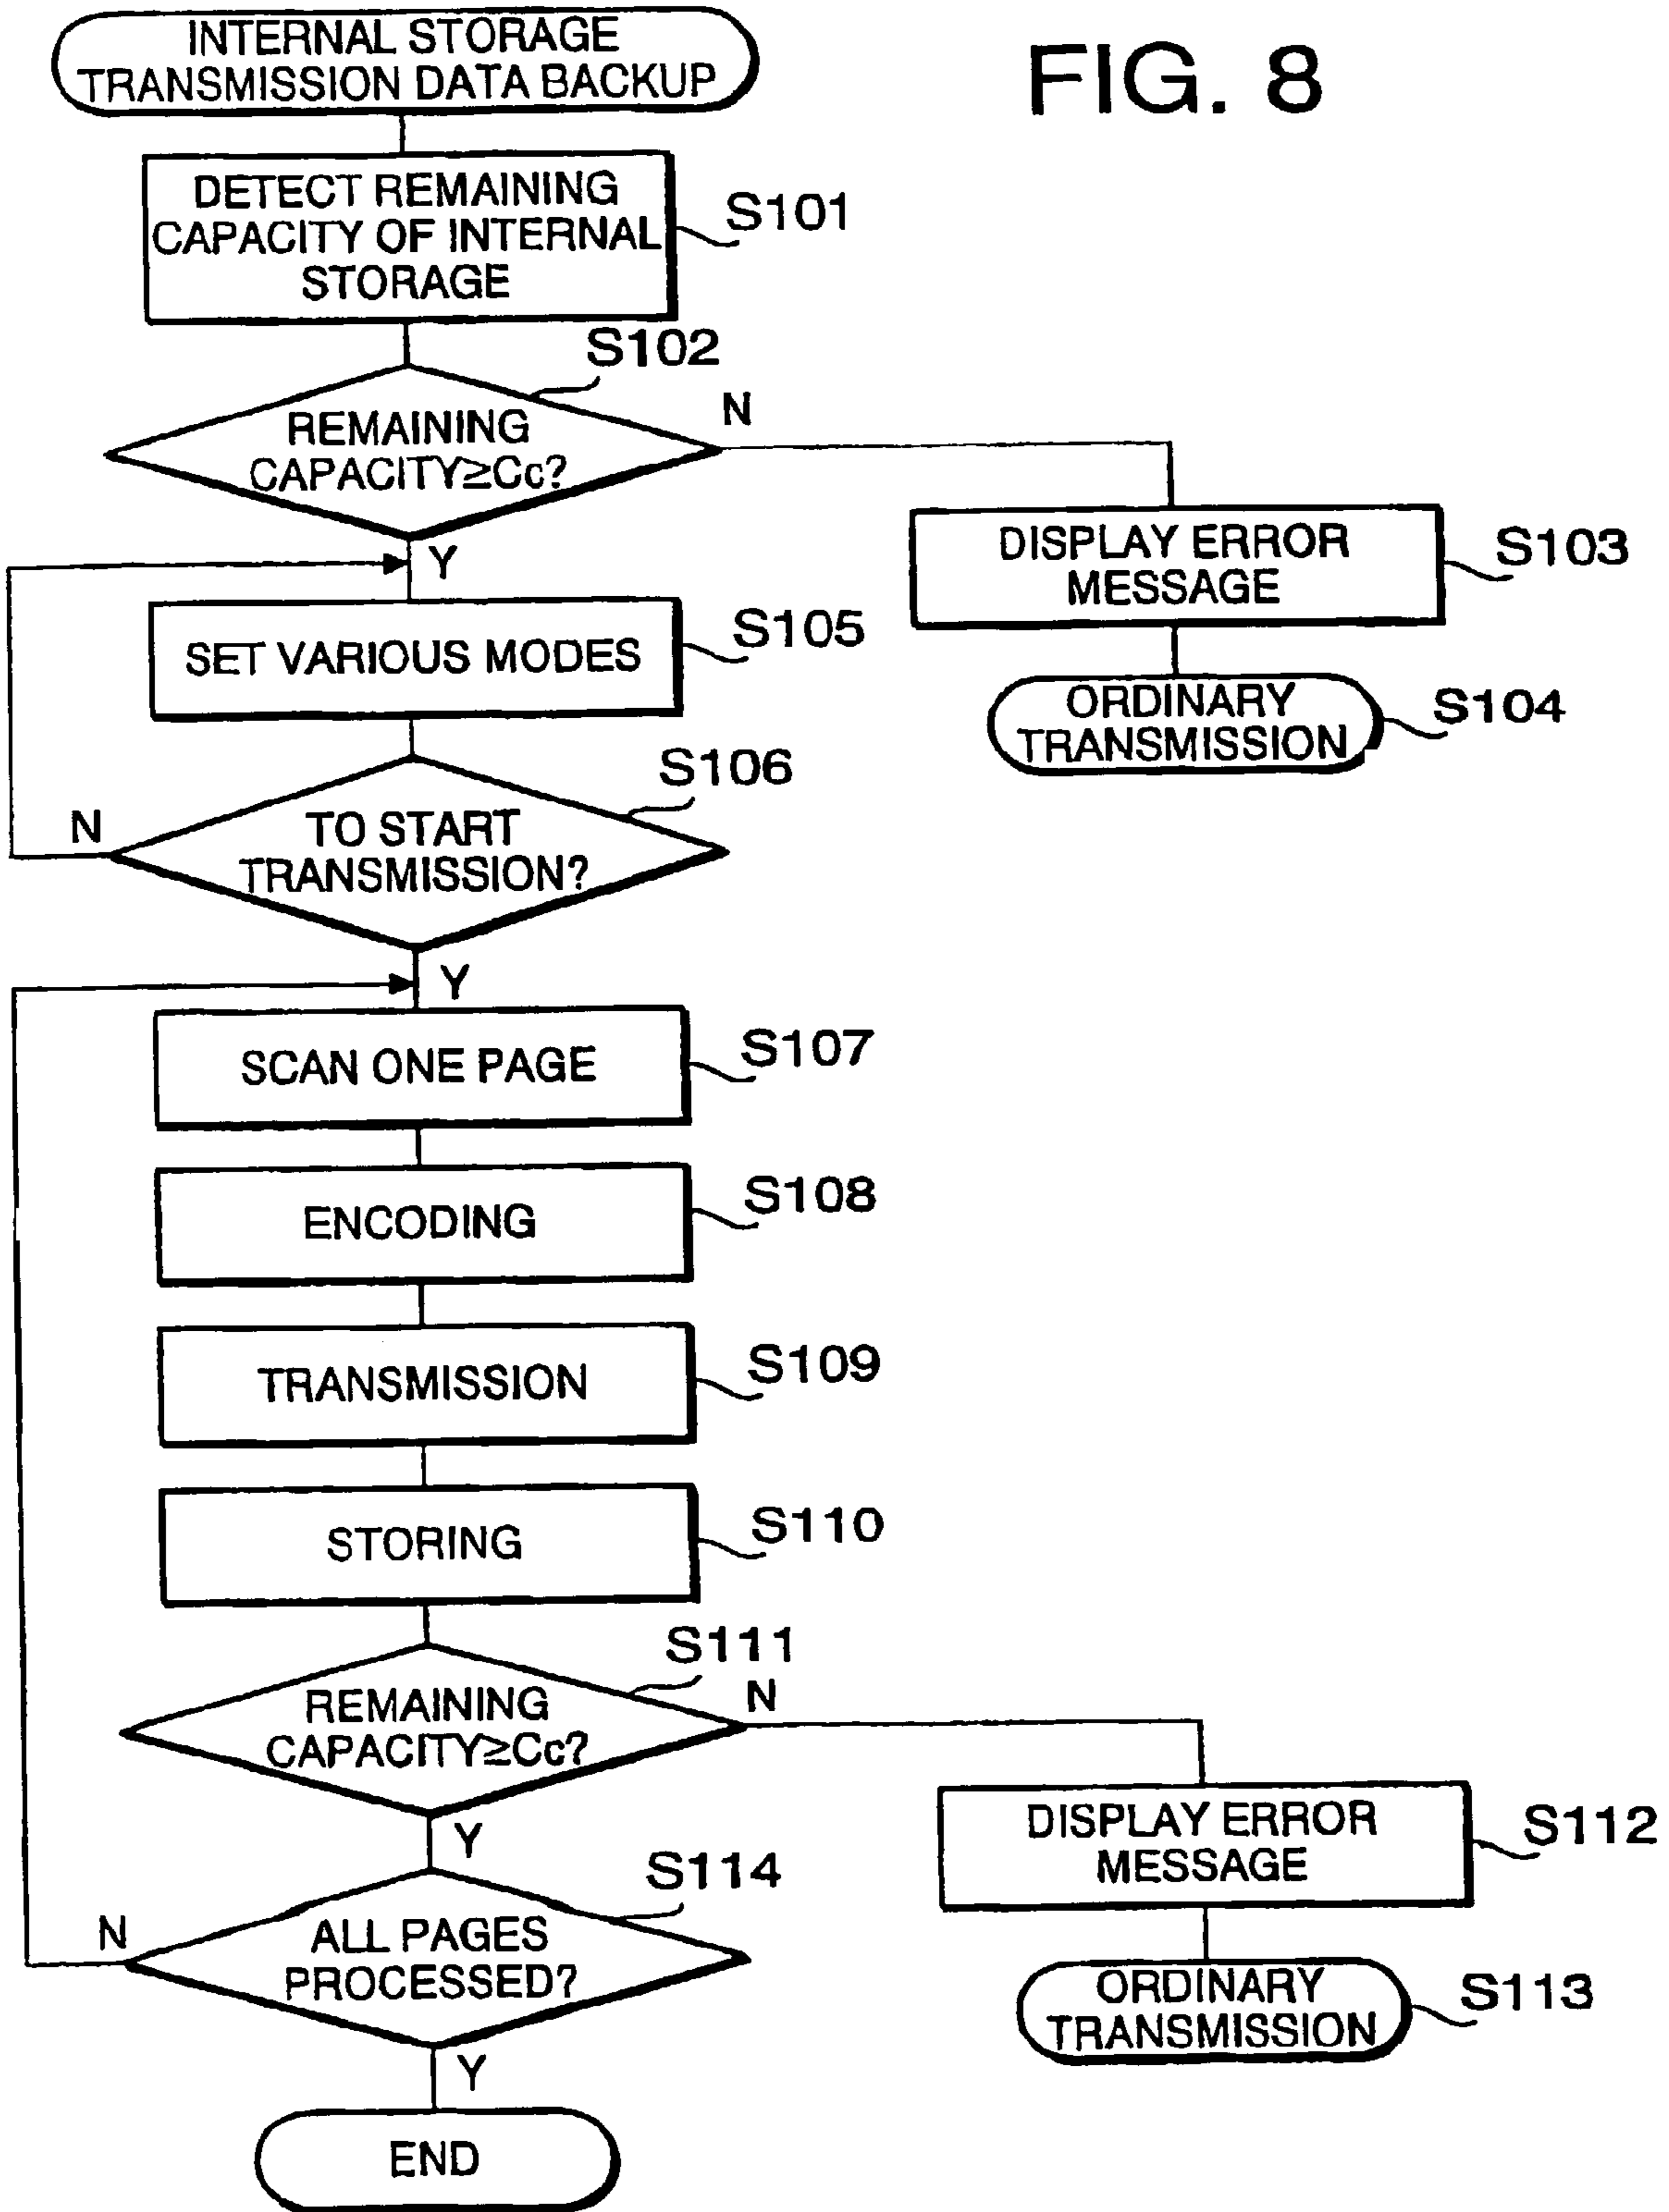 FIG. 8
INTERNAL STORAGE
TRANSMISSION DATA BACKUP
DETECT REMAINING
CAPACITY OF INTERNAL
STORAGE
S101
S102
REMAINING
CAPACITY≥Cc?
N
Y
DISPLAY ERROR
MESSAGE
S103
ORDINARY
TRANSMISSION
S104
SET VARIOUS MODES
S105
S106
TO START
TRANSMISSION?
N
Y
SCAN ONE PAGE
S107
ENCODING
S108
TRANSMISSION
S109
STORING
S110
S111
REMAINING
CAPACITY≥Cc?
N
Y
DISPLAY ERROR
MESSAGE
S112
ORDINARY
TRANSMISSION
S113
S114
ALL PAGES
PROCESSED?
N
Y
END